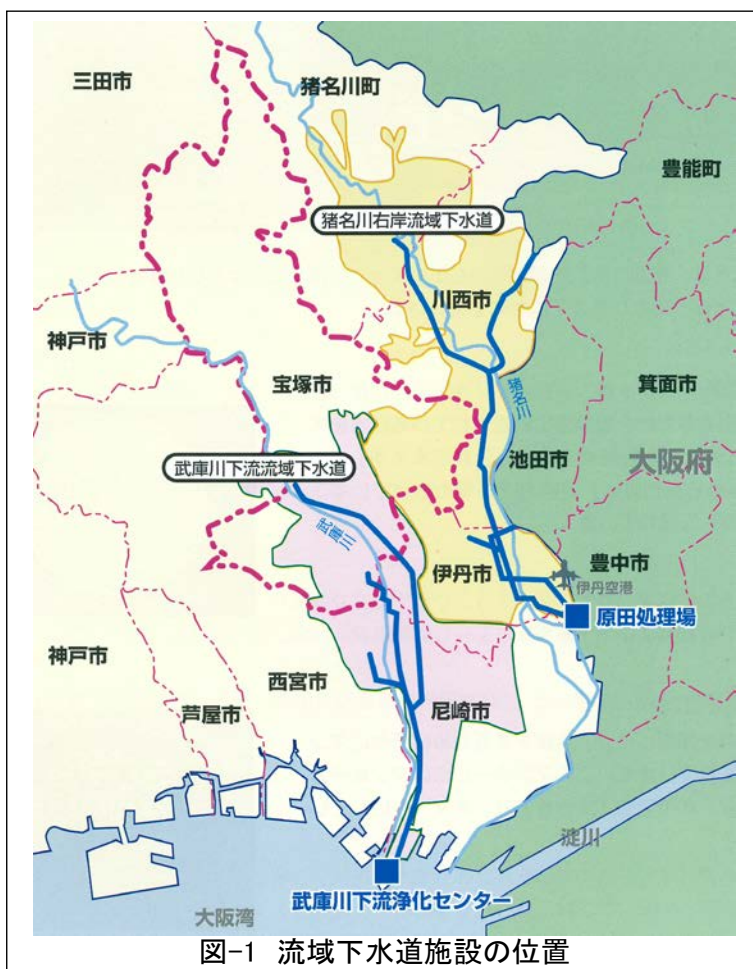 三田市
猪名川町
豊能町
猪名川右岸流域下水道
川西市
神戸市
宝塚市
箕面市
猪名川
池田市
大阪府
武庫川下流流域下水道
武庫川
伊丹市
豊中市
伊丹空港
原田処理場
神戸市
西宮市
芦屋市
尼崎市
淀川
武庫川下流浄化センター
大阪湾
図-1 流域下水道施設の位置